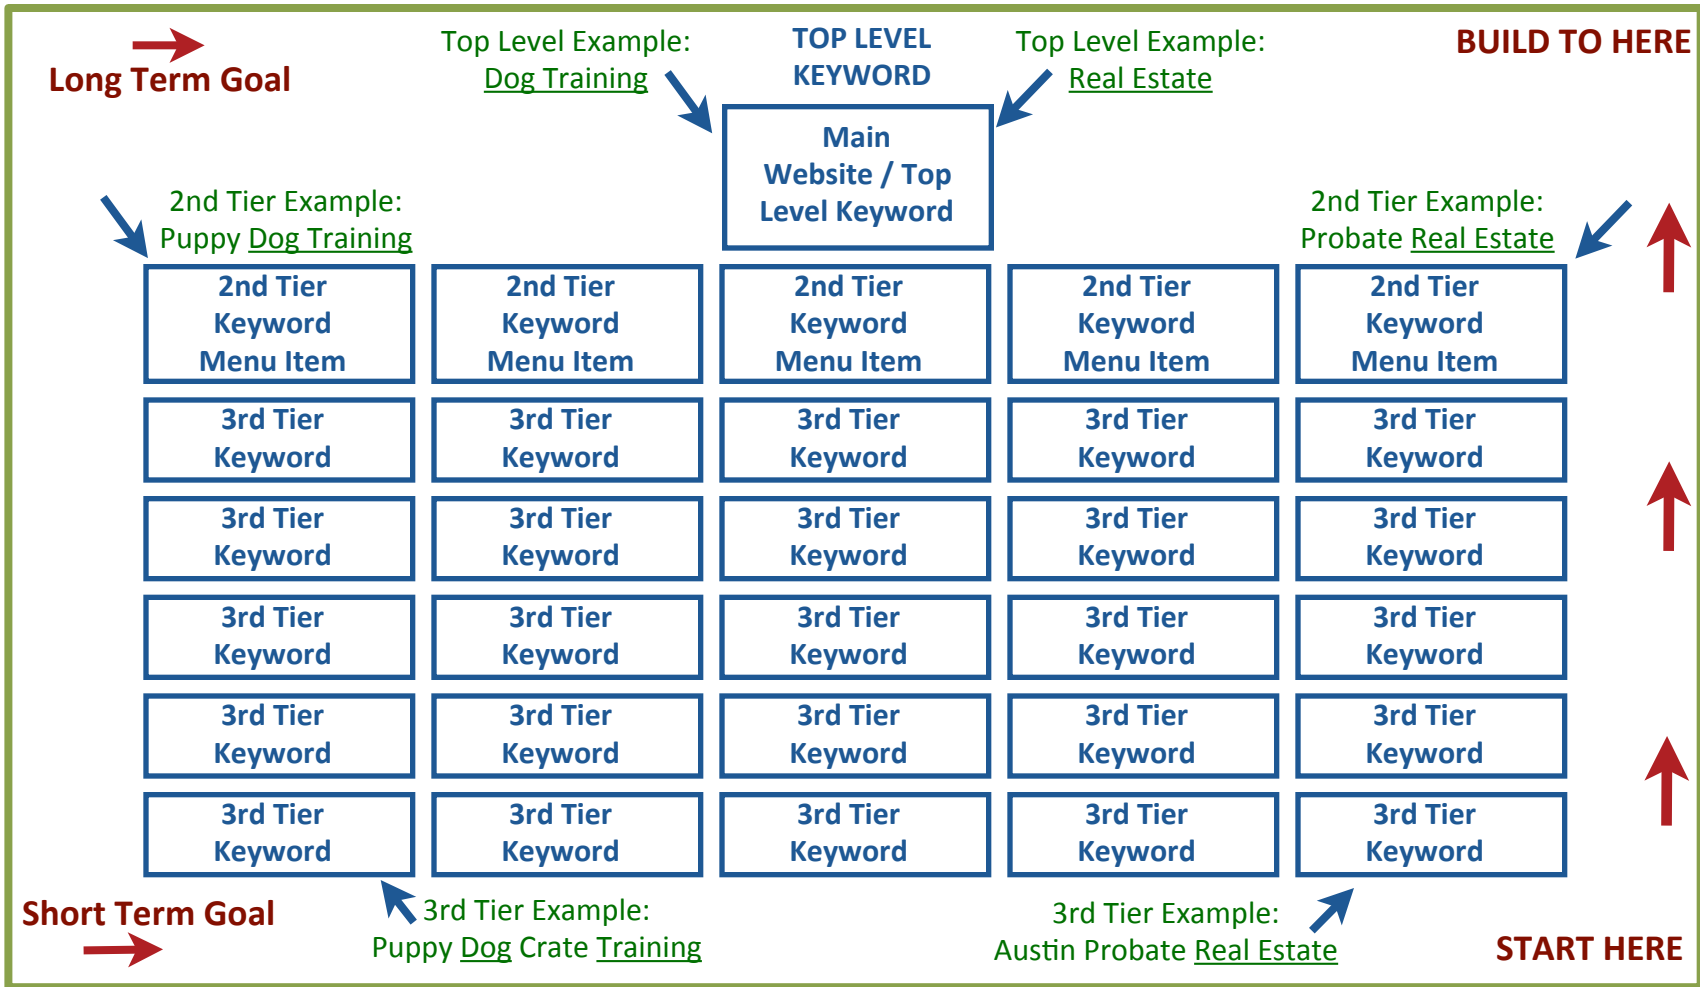 Long Term Goal
Top Level Example:
Dog Training
TOP LEVEL
KEYWORD
Top Level Example:
Real Estate
BUILD TO HERE
Main
Website / Top
Level Keyword
2nd Tier Example:
Puppy Dog Training
2nd Tier Example:
Probate Real Estate
2nd Tier
Keyword
Menu Item
2nd Tier
Keyword
Menu Item
2nd Tier
Keyword
Menu Item
2nd Tier
Keyword
Menu Item
2nd Tier
Keyword
Menu Item
3rd Tier
Keyword
3rd Tier
Keyword
3rd Tier
Keyword
3rd Tier
Keyword
3rd Tier
Keyword
3rd Tier
Keyword
3rd Tier
Keyword
3rd Tier
Keyword
3rd Tier
Keyword
3rd Tier
Keyword
3rd Tier
Keyword
3rd Tier
Keyword
3rd Tier
Keyword
3rd Tier
Keyword
3rd Tier
Keyword
3rd Tier
Keyword
3rd Tier
Keyword
3rd Tier
Keyword
3rd Tier
Keyword
3rd Tier
Keyword
3rd Tier
Keyword
3rd Tier
Keyword
3rd Tier
Keyword
3rd Tier
Keyword
3rd Tier
Keyword
Short Term Goal
3rd Tier Example:
Puppy Dog Crate Training
3rd Tier Example:
Austin Probate Real Estate
START HERE